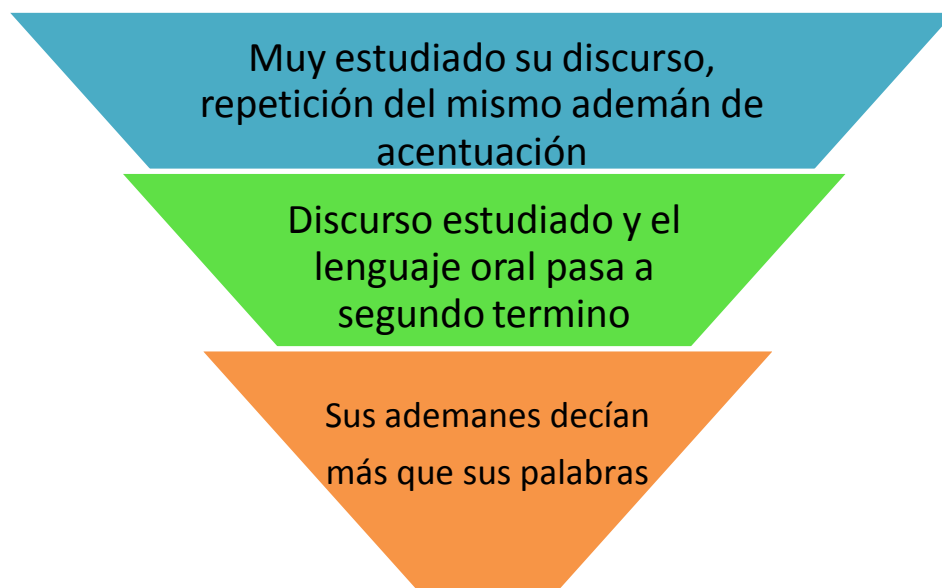 Muy estudiado su discurso,
repetición del mismo ademán de
acentuación
Discurso estudiado y el
lenguaje oral pasa a
segundo termino
Sus ademanes decían
más que sus palabras